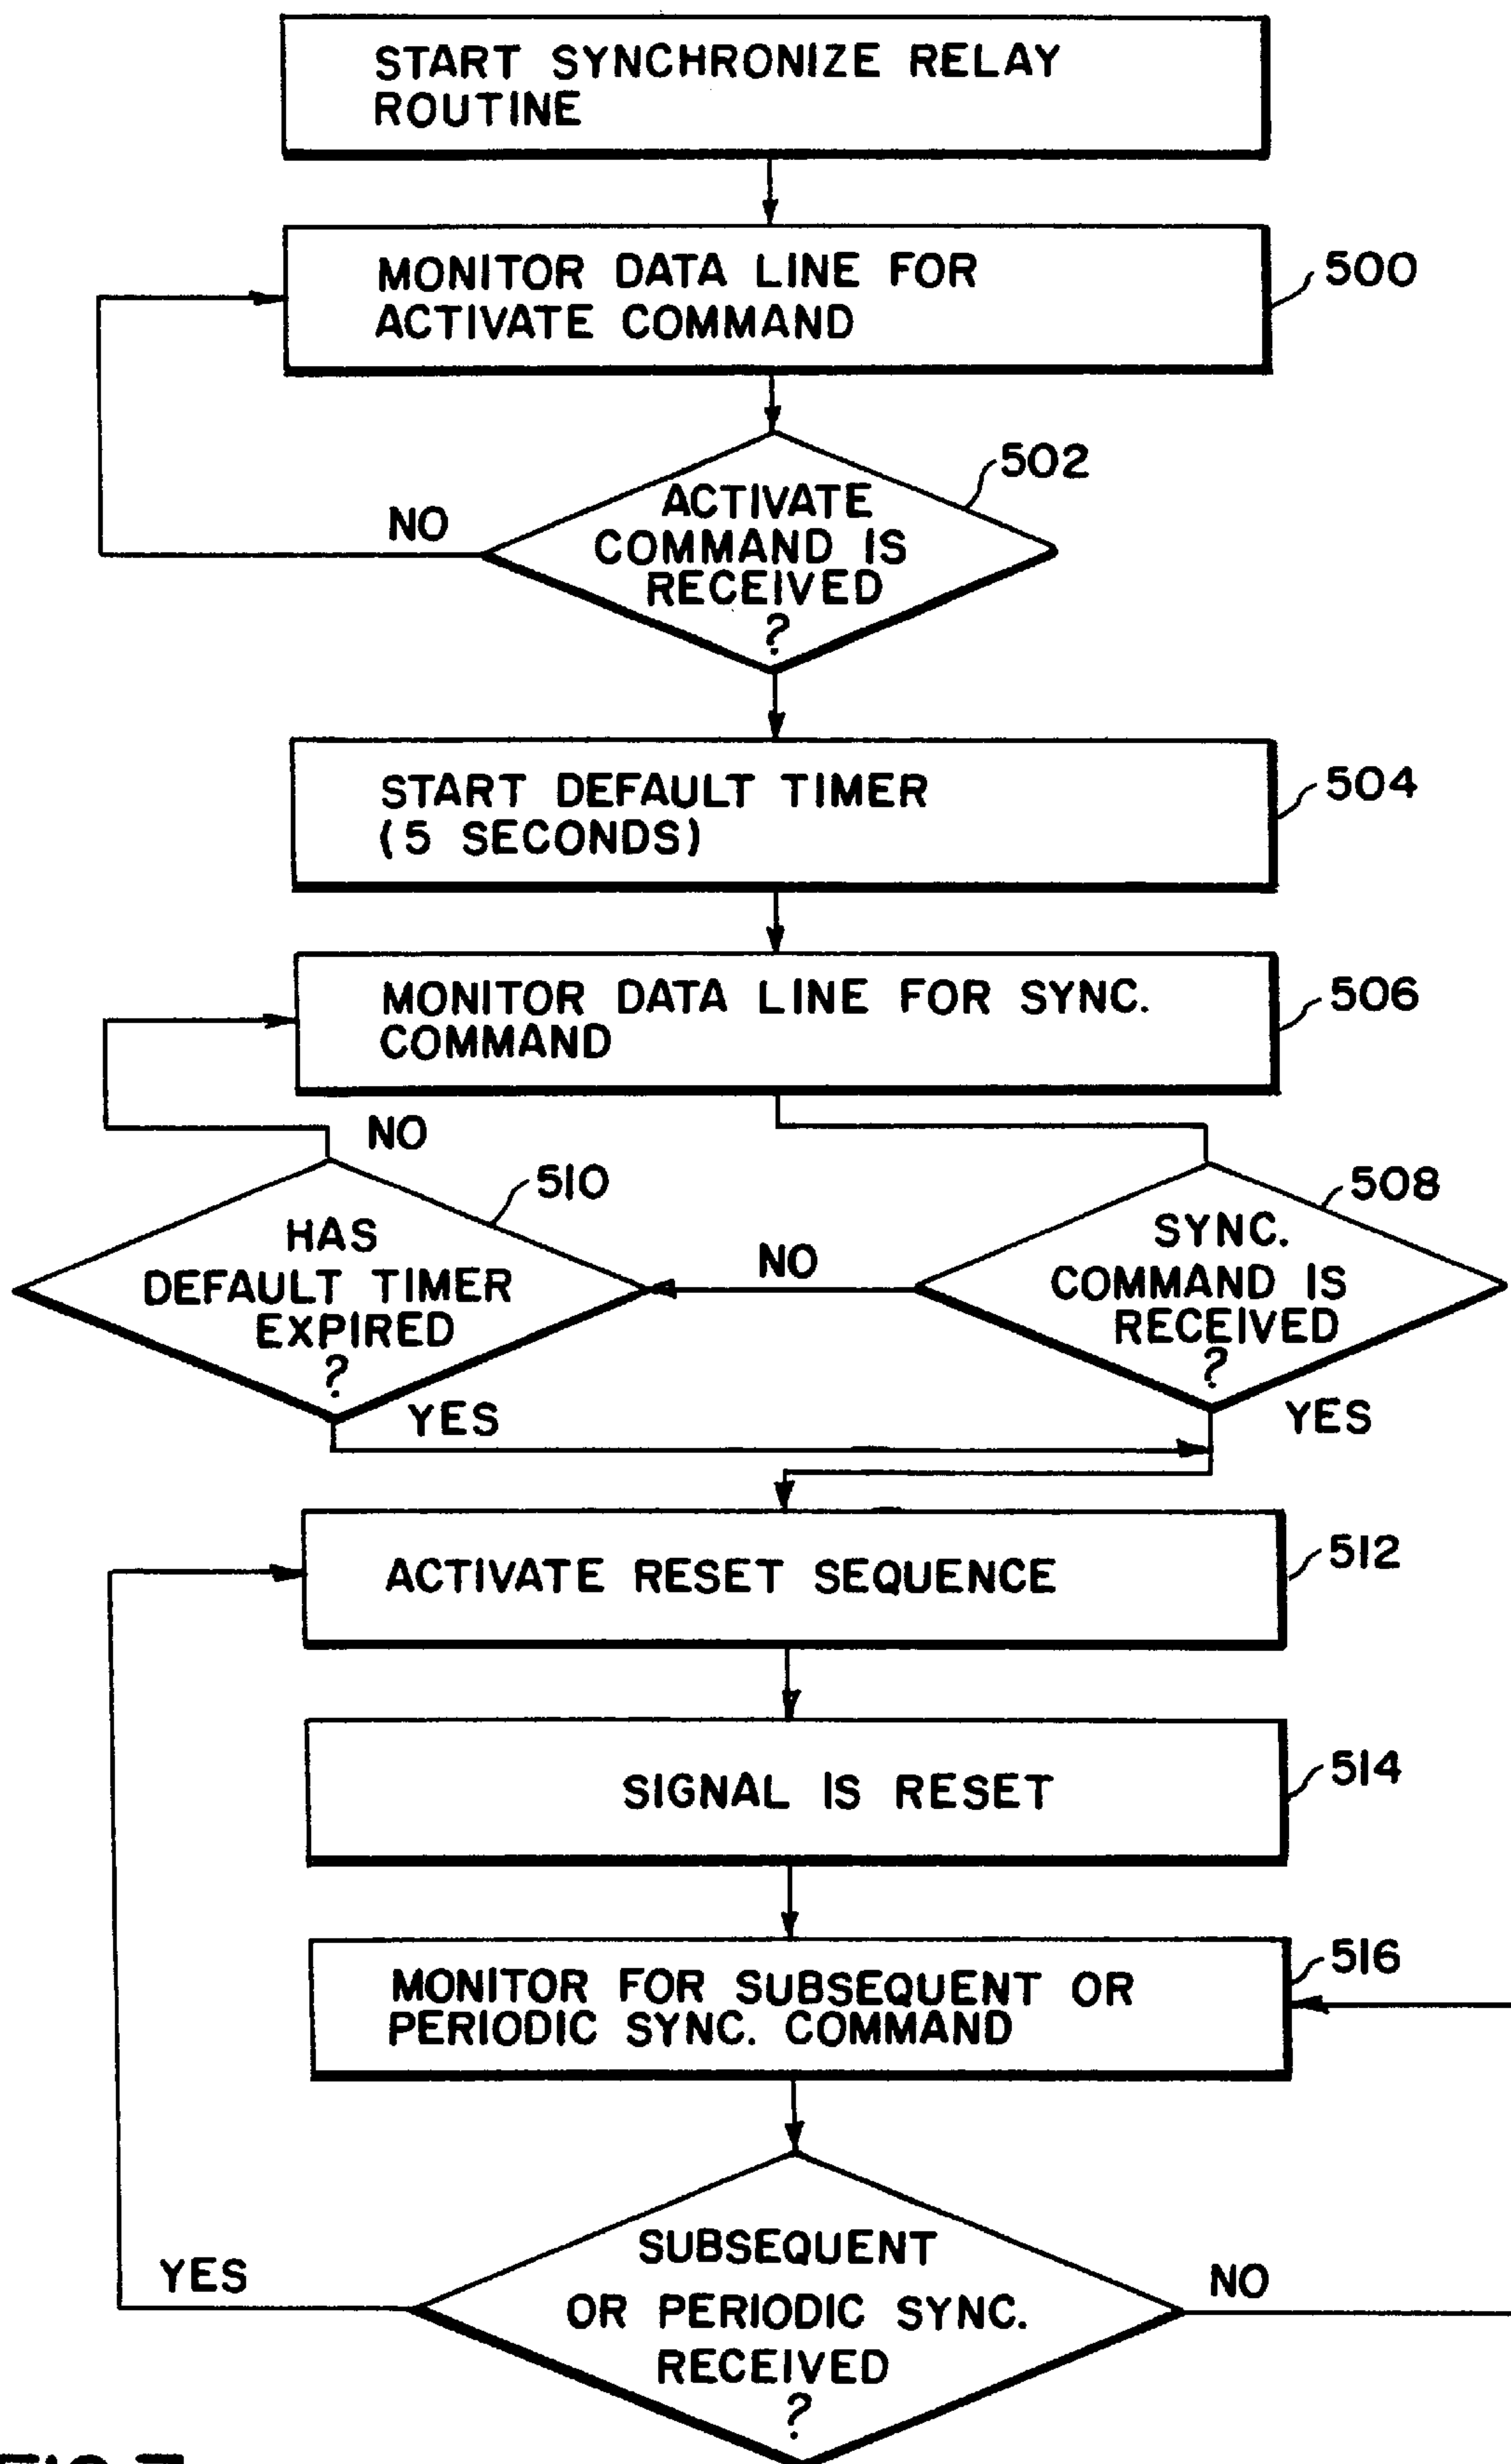 START SYNCHRONIZE RELAY
ROUTINE
MONITOR DATA LINE FOR
ACTIVATE COMMAND
500
502
ACTIVATE
COMMAND IS
RECEIVED
?
NO
START DEFAULT TIMER
(5 SECONDS)
504
MONITOR DATA LINE FOR SYNC.
COMMAND
506
NO
510
HAS
DEFAULT TIMER
EXPIRED
?
YES
NO
508
SYNC.
COMMAND IS
RECEIVED
?
YES
ACTIVATE RESET SEQUENCE
512
SIGNAL IS RESET
514
MONITOR FOR SUBSEQUENT OR
PERIODIC SYNC. COMMAND
516
SUBSEQUENT
OR PERIODIC SYNC.
RECEIVED
?
YES
NO